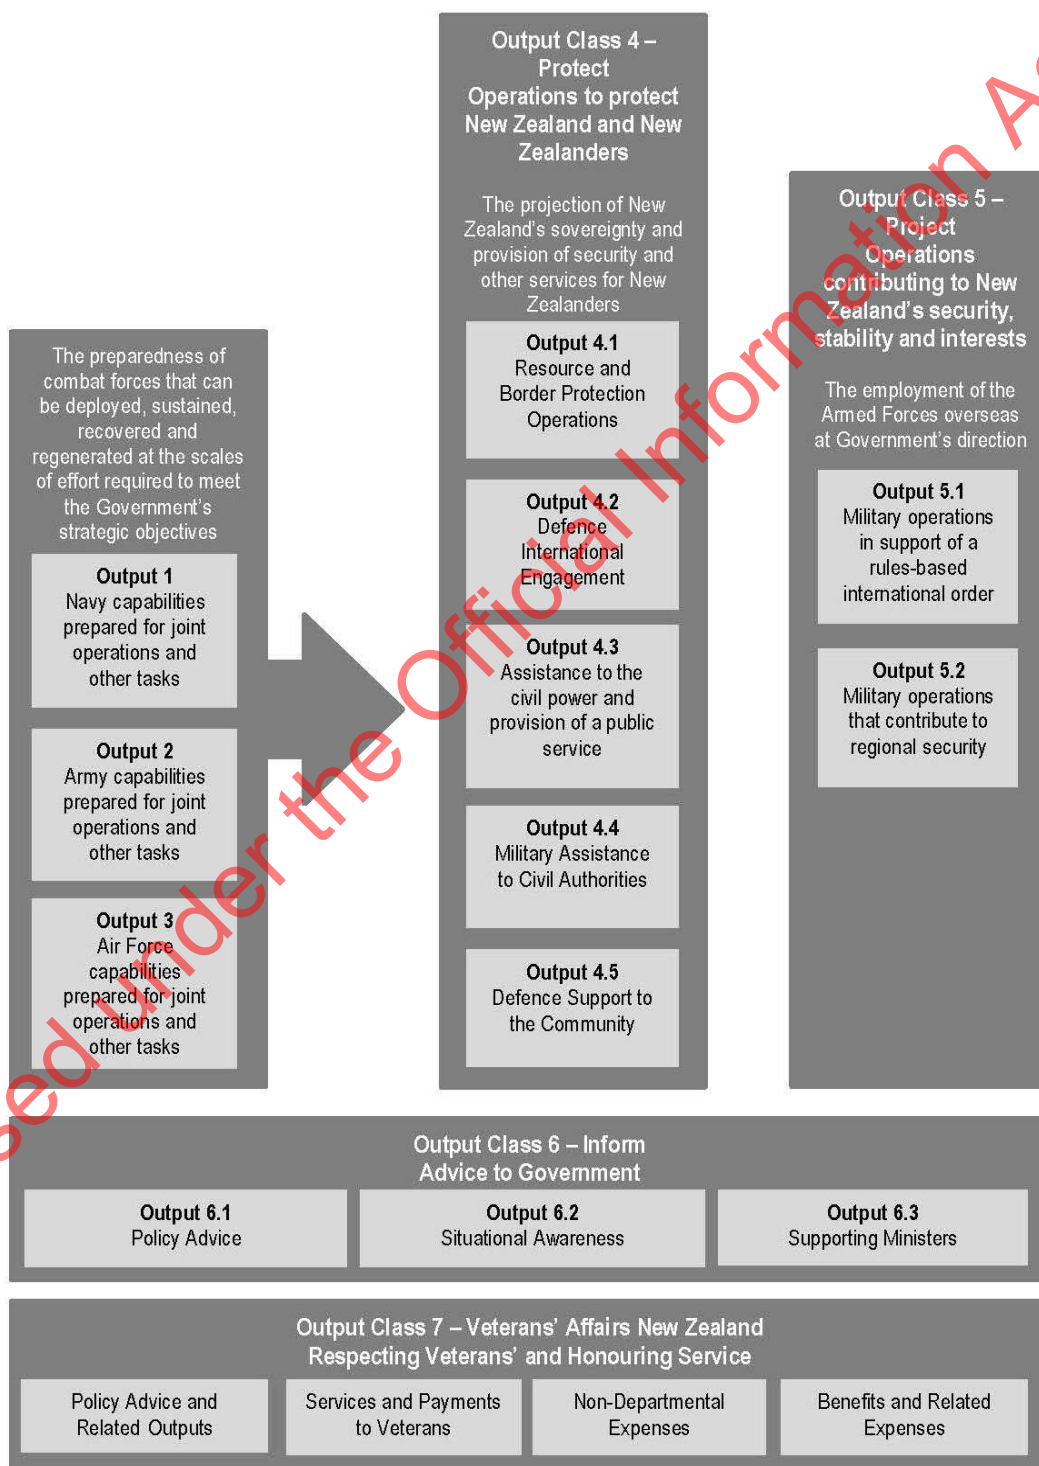 The preparedness of
combat forces that can
be deployed, sustained,
recovered and
regenerated at the scales
of effort required to meet
the Government's
strategic objectives
Output 1
Navy capabilities
prepared for joint
operations and
other tasks
Output 2
Army capabilities
prepared for joint
operations and
other tasks
Output 3
Air Force
capabilities
prepared for joint
operations and
other tasks
Output Class 4 –
Protect
Operations to protect
New Zealand and New
Zealanders
The projection of New
Zealand's sovereignty and
provision of security and
other services for New
Zealanders
Output 4.1
Resource and
Border Protection
Operations
Output 4.2
Defence
International
Engagement
Output 4.3
Assistance to the
civil power and
provision of a public
service
Output 4.4
Military Assistance
to Civil Authorities
Output 4.5
Defence Support to
the Community
Output Class 5 –
Project
Operations
contributing to New
Zealand's security,
stability and interests
The employment of the
Armed Forces overseas
at Government's direction
Output 5.1
Military operations
in support of a
rules-based
international order
Output 5.2
Military operations
that contribute to
regional security
Output Class 6 – Inform
Advice to Government
Output 6.1
Policy Advice
Output 6.2
Situational Awareness
Output 6.3
Supporting Ministers
Output Class 7 – Veterans' Affairs New Zealand
Respecting Veterans' and Honouring Service
Policy Advice and
Related Outputs
Services and Payments
to Veterans
Non-Departmental
Expenses
Benefits and Related
Expenses
sed under the Official Information A